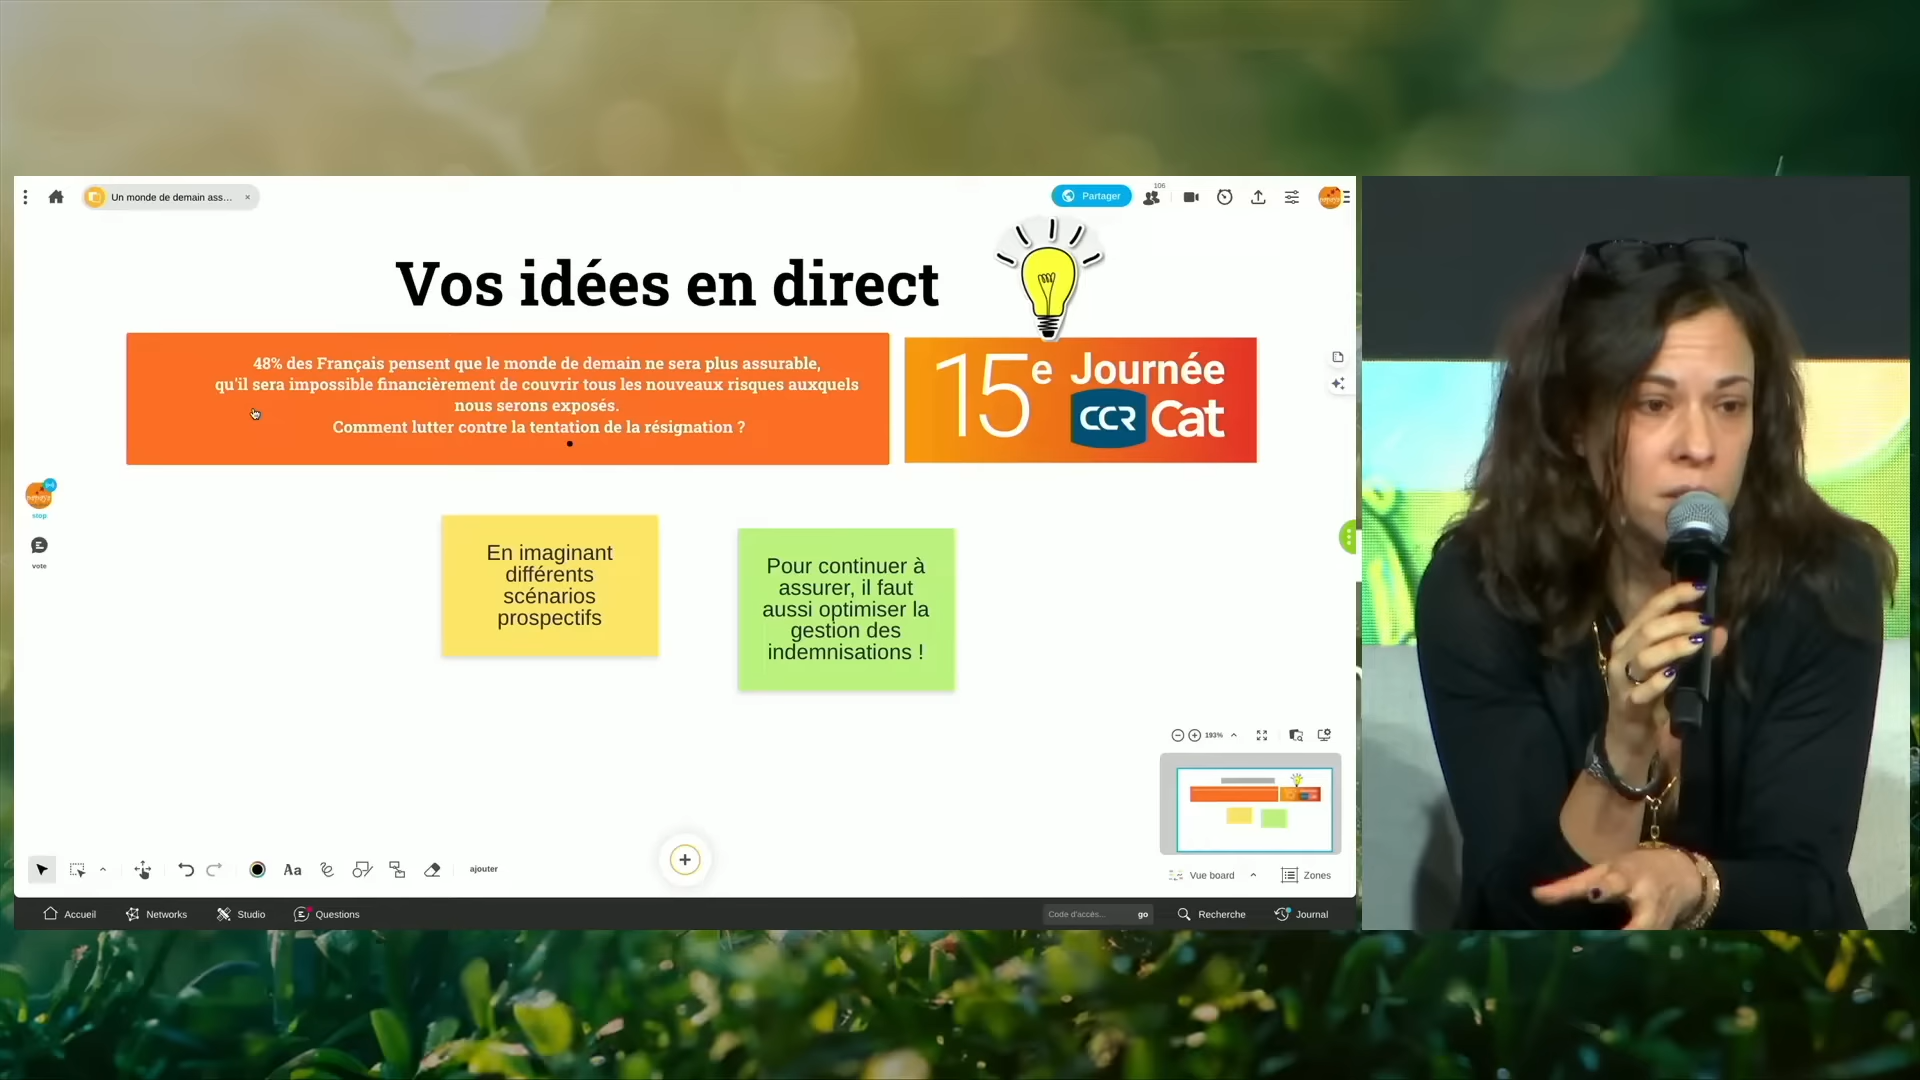 Un monde de demain ass...
Partager
106
Vos idées en direct
48% des Français pensent que le monde de demain ne sera plus assurable,
qu'il sera impossible financièrement de couvrir tous les nouveaux risques auxquels
nous serons exposés.
Comment lutter contre la tentation de la résignation ?
15e Journée
CCR Cat
stop
vote
En imaginant
différents
scénarios
prospectifs
Pour continuer à
assurer, il faut
aussi optimiser la
gestion des
indemnisations !
193%
Aa
ajouter
Vue board
Zones
Accueil
Networks
Studio
Questions
Code d'accès...
go
Recherche
Journal